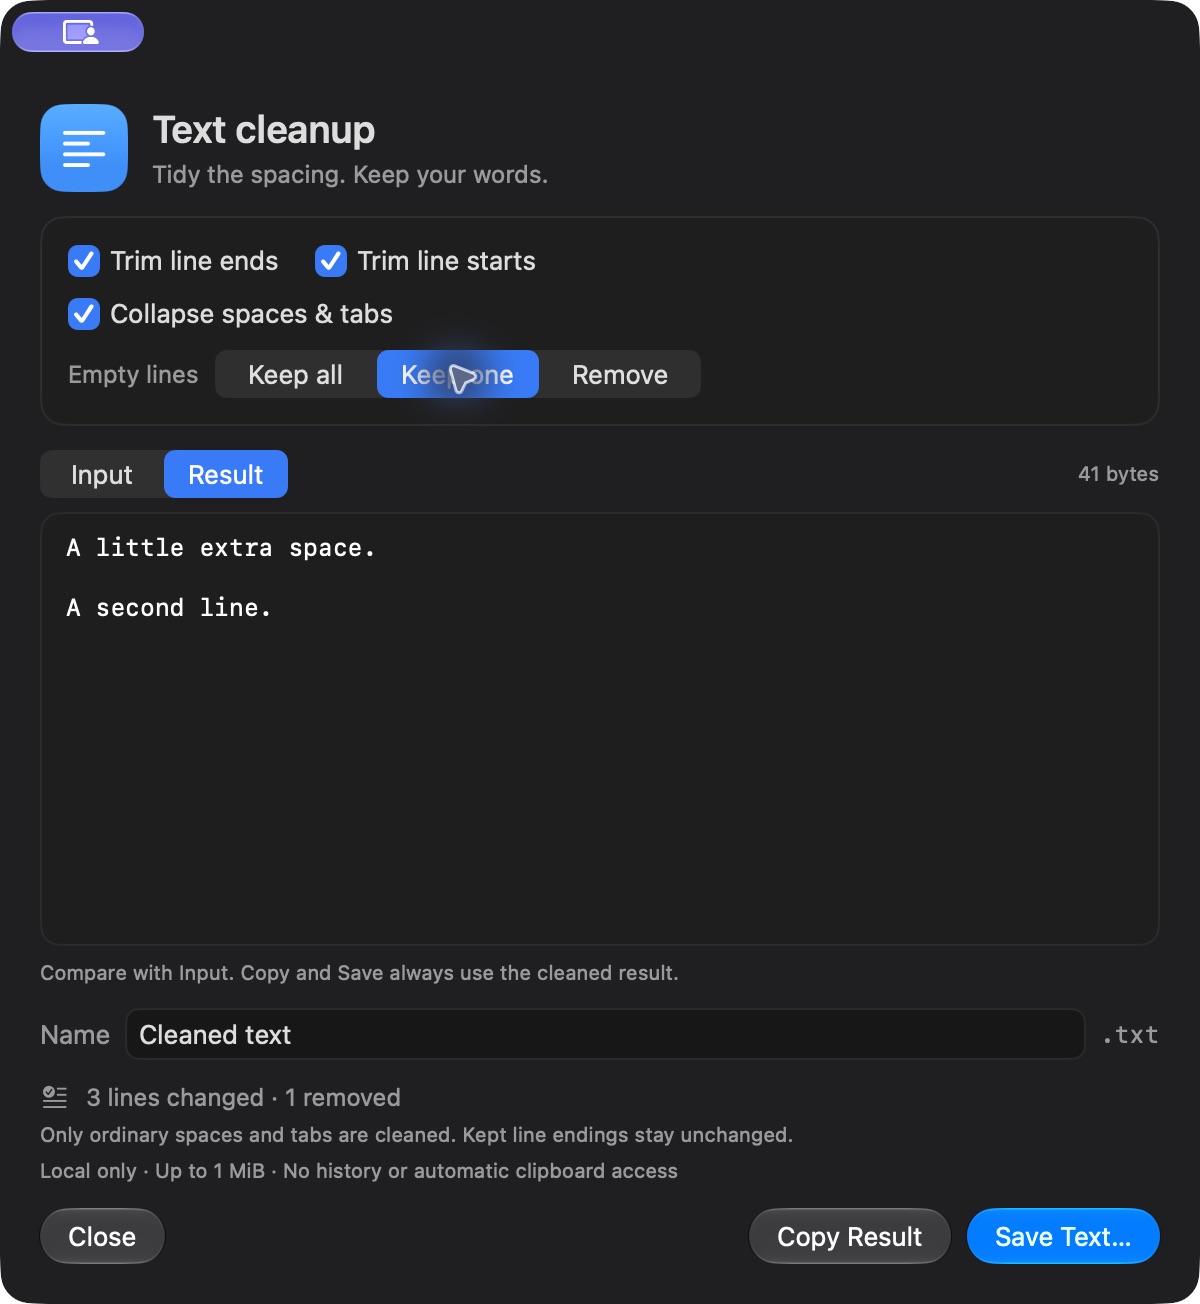 Text cleanup
Tidy the spacing. Keep your words.
Trim line ends
Trim line starts
Collapse spaces & tabs
Empty lines
Keep all
Keep one
Remove
Input
Result
41 bytes
A little extra space.
A second line.
Compare with Input. Copy and Save always use the cleaned result.
Name
Cleaned text
.txt
3 lines changed · 1 removed
Only ordinary spaces and tabs are cleaned. Kept line endings stay unchanged.
Local only · Up to 1 MiB · No history or automatic clipboard access
Close
Copy Result
Save Text...